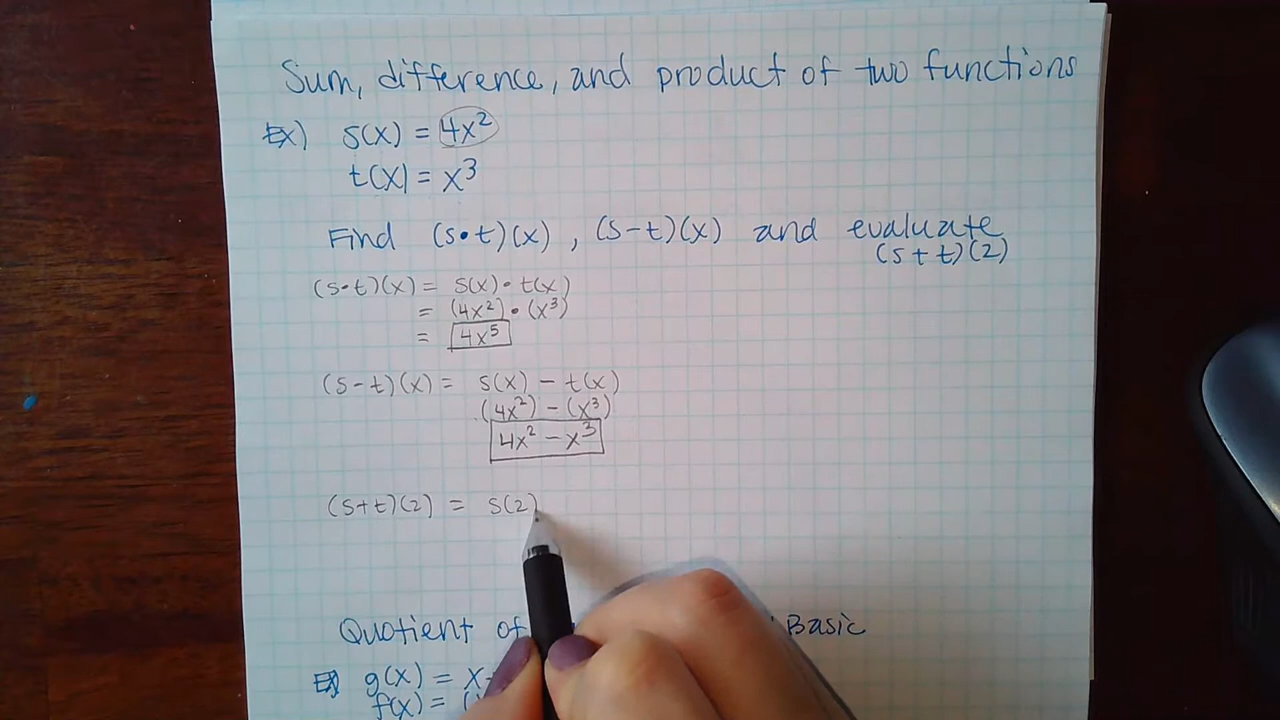 Sum, difference, and product of two functions
Ex) s(x) = 4x²
t(x) = x³
Find (s•t)(x), (s-t)(x) and evaluate
(s+t)(2)
(s•t)(x) = s(x)•t(x)
= (4x²)•(x³)
= 4x⁵
(s-t)(x) = s(x) - t(x)
(4x²) - (x³)
4x² - x³
(s+t)(2) = s(2)
Quotient of Basic
Ex) g(x) = x
f(x) = (